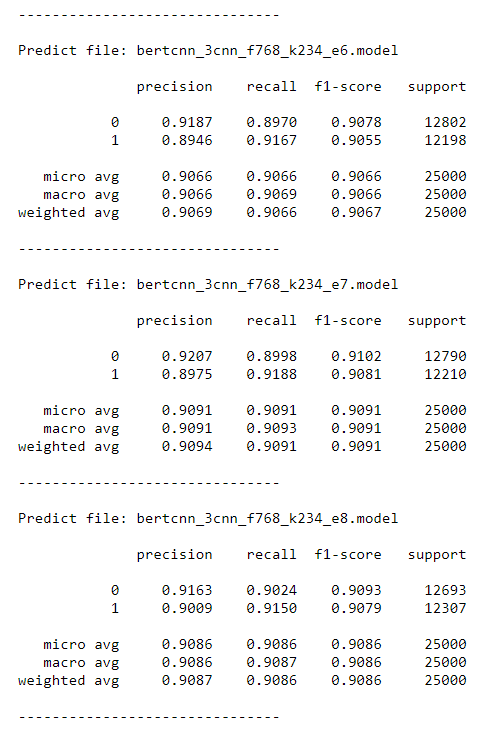 -------------------------------
Predict file: bertcnn_3cnn_f768_k234_e6.model
precision recall f1-score support
0 0.9187 0.8970 0.9078 12802
1 0.8946 0.9167 0.9055 12198
micro avg 0.9066 0.9066 0.9066 25000
macro avg 0.9066 0.9069 0.9066 25000
weighted avg 0.9069 0.9066 0.9067 25000
-------------------------------
Predict file: bertcnn_3cnn_f768_k234_e7.model
precision recall f1-score support
0 0.9207 0.8998 0.9102 12790
1 0.8975 0.9188 0.9081 12210
micro avg 0.9091 0.9091 0.9091 25000
macro avg 0.9091 0.9093 0.9091 25000
weighted avg 0.9094 0.9091 0.9091 25000
-------------------------------
Predict file: bertcnn_3cnn_f768_k234_e8.model
precision recall f1-score support
0 0.9163 0.9024 0.9093 12693
1 0.9009 0.9150 0.9079 12307
micro avg 0.9086 0.9086 0.9086 25000
macro avg 0.9086 0.9087 0.9086 25000
weighted avg 0.9087 0.9086 0.9086 25000
-------------------------------